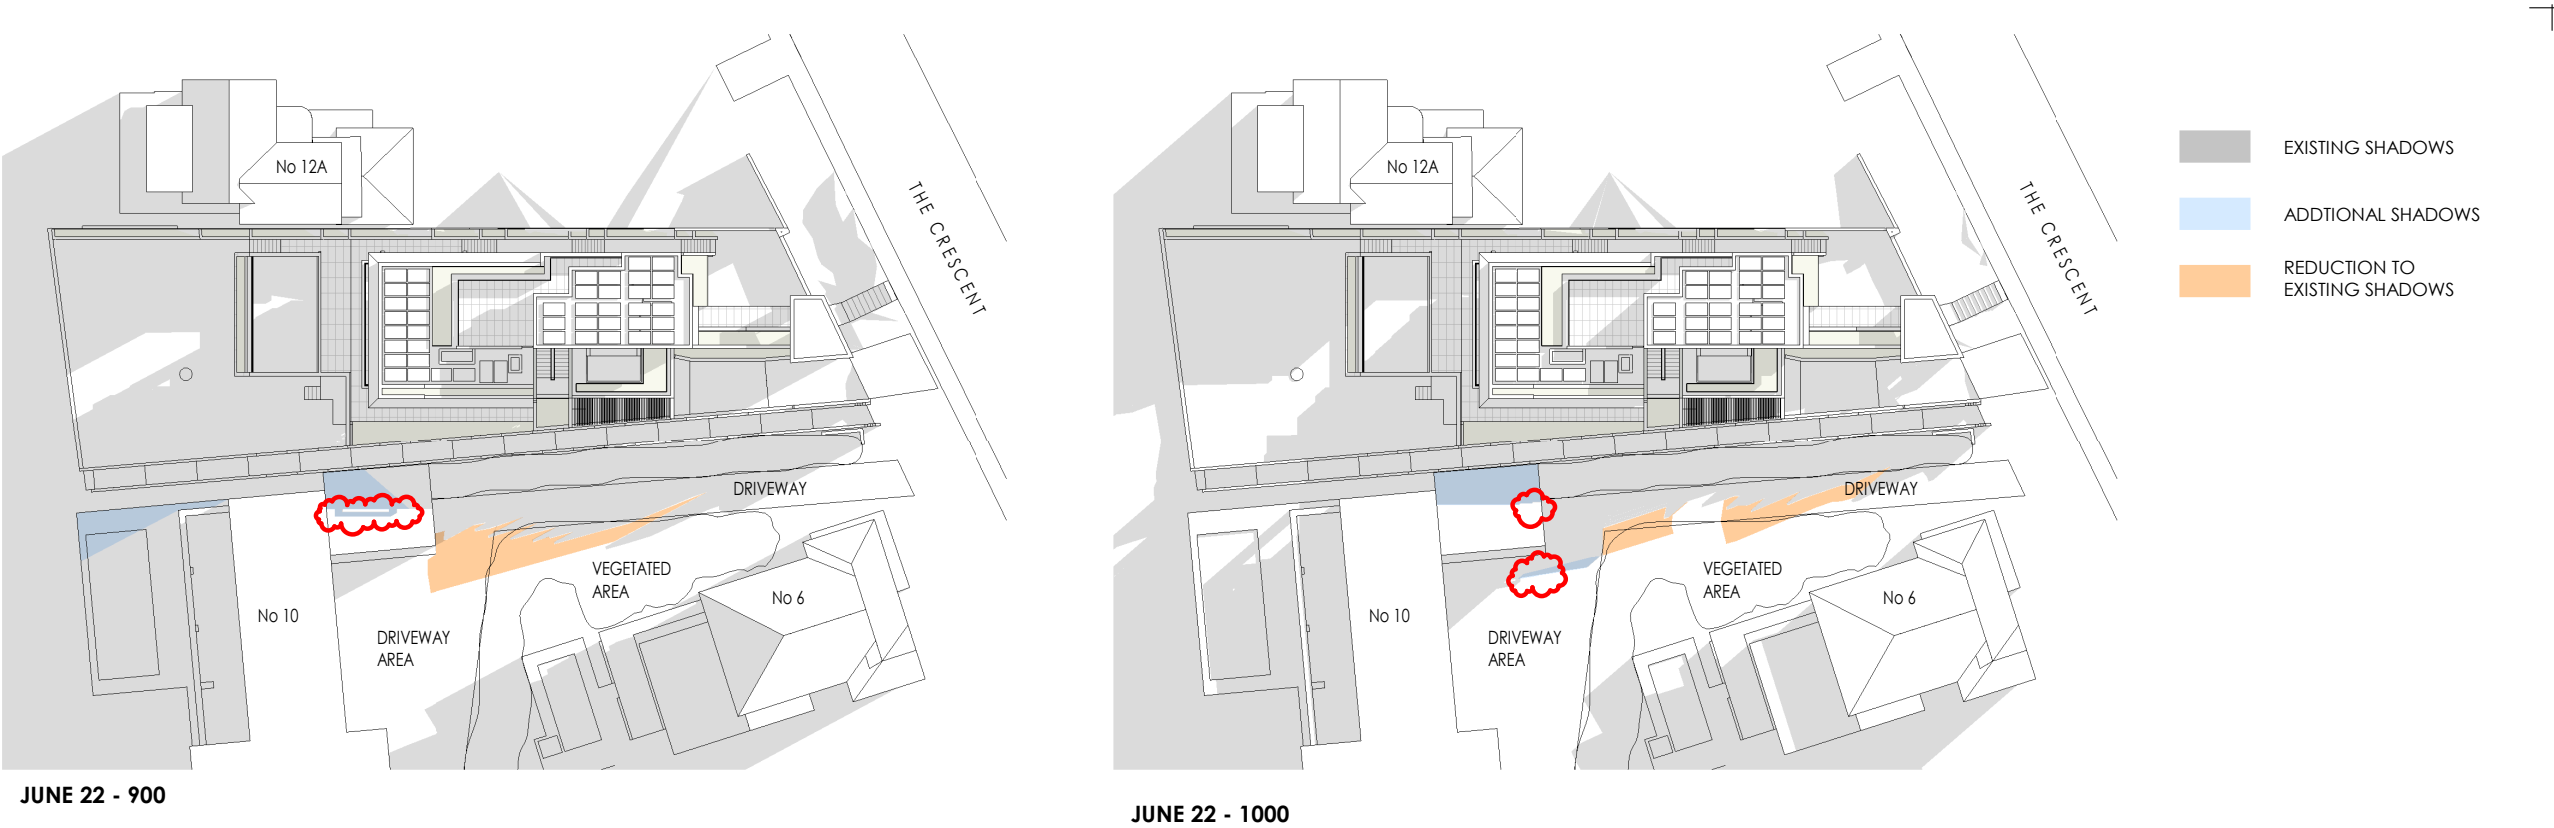 No 12A
THE CRESCENT
DRIVEWAY
VEGETATED
AREA
No 6
No 10
DRIVEWAY
AREA
JUNE 22 - 900
No 12A
THE CRESCENT
DRIVEWAY
VEGETATED
AREA
No 6
No 10
DRIVEWAY
AREA
JUNE 22 - 1000
EXISTING SHADOWS
ADDTIONAL SHADOWS
REDUCTION TO
EXISTING SHADOWS